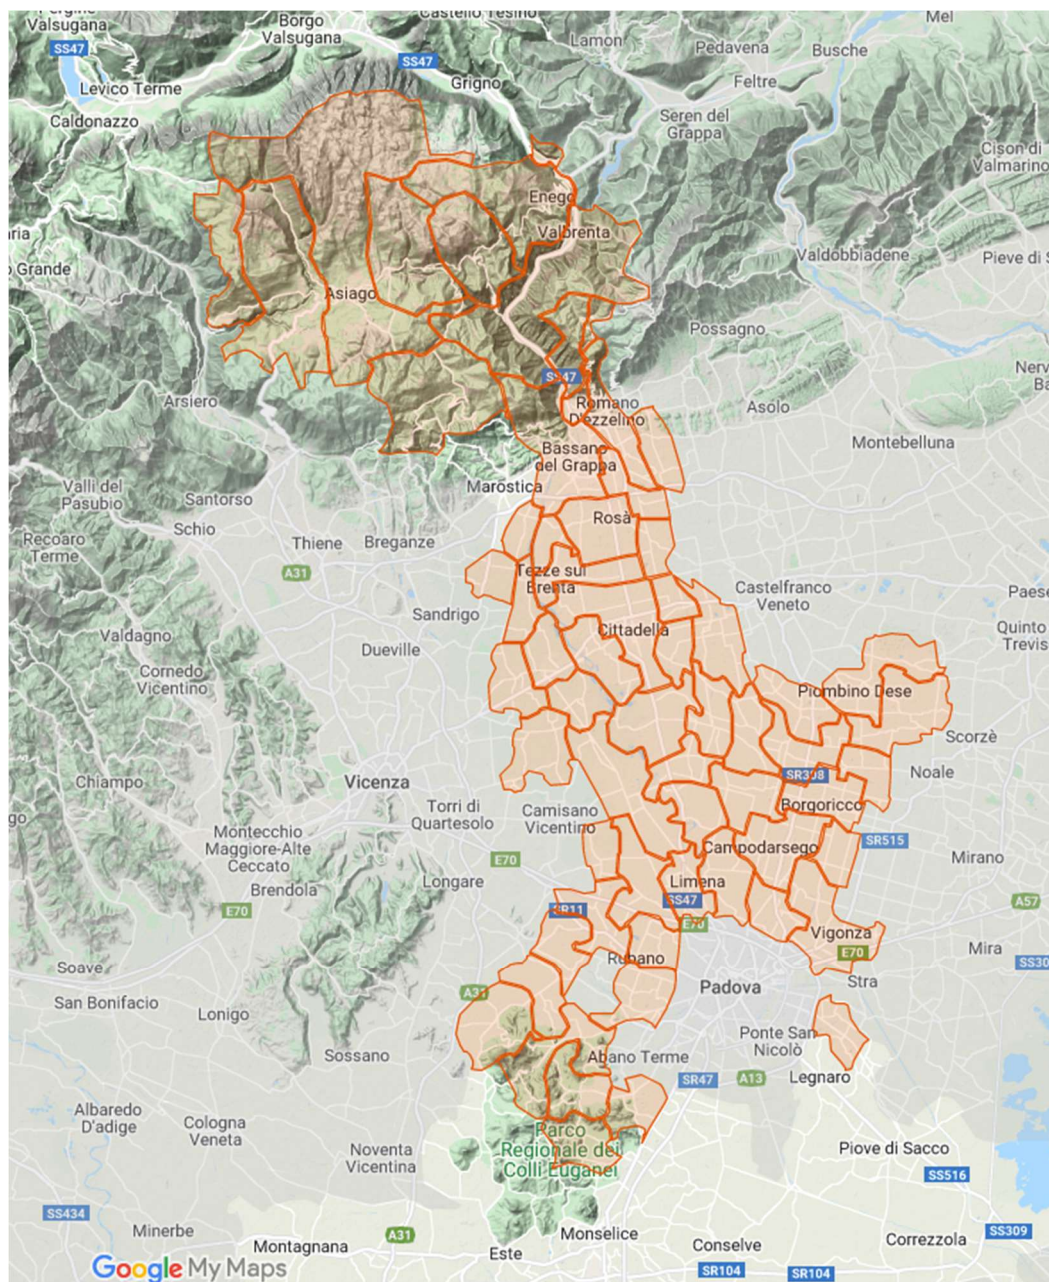 Pergine
Valsugana
Borgo
Valsugana
Castello Tesino
Mel
SS47
Lamon
Pedavena
Busche
SS47
Levico Terme
Grigno
Feltre
Caldonazzo
Seren del
Grappa
Cison di
Valmarino
Enego
Valbrenta
ria
o Grande
Valdobbiadene
Pieve di S
Asiago
Possagno
SS47
Nerv
Ba
Arsiero
Romano
D'ezzelino
Asolo
Montebelluna
Bassano
del Grappa
Valli del
Pasubio
Marostica
Santorso
Rosà
Schio
Thiene
Breganze
Recoaro
Terme
A31
Tezze sul
Brenta
Castelfranco
Veneto
Paese
Sandrigo
Valdagno
Cittadella
Quinto
Trevis
Dueville
Cornedo
Vicentino
Piombino Dese
Scorzè
Chiampo
Vicenza
SR308
Noale
go
Torri di
Quartesolo
Camisano
Vicentino
Borgoricco
Montecchio
Maggiore-Alte
Ceccato
SR515
Campodarsego
E70
Mirano
Brendola
Longare
Limena
SS47
A57
E70
SR11
E70
Vigonza
E70
Mira
Soave
Rubano
SS30
Stra
San Bonifacio
A31
Padova
Lonigo
Ponte San
Nicolò
Sossano
Abano Terme
SR47
A13
Legnaro
Albaredo
D'adige
Cologna
Veneta
Parco
Regionale dei
Colli Euganei
Noventa
Vicentina
Piove di Sacco
SS516
SS434
Minerbe
A31
Monselice
SS309
Montagnana
Este
Conselve
Correzzola
SR104
SR104
Google My Maps